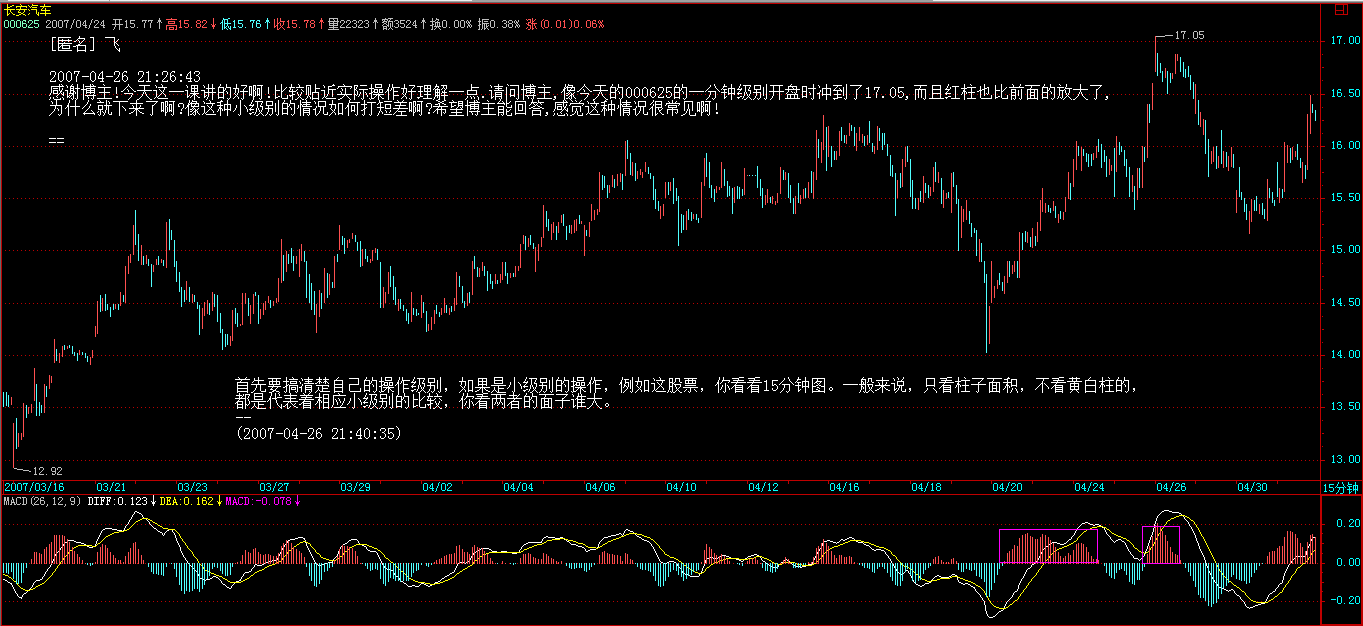 长安汽车
000625 2007/04/24 开15.77↑高15.82↓低15.76↑收15.78↑量22323↑额3524↑换0.00% 振0.38% 涨(0.01)0.06%
[匿名] 飞
2007-04-26 21:26:43
感谢博主!今天这一课讲的好啊!比较贴近实际操作好理解一点.请问博主,像今天的000625的一分钟级别开盘时冲到了17.05,而且红柱也比前面的放大了,
为什么就下来了啊?像这种小级别的情况如何打短差啊?希望博主能回答,感觉这种情况很常见啊!
==
17.05
17.00
16.50
16.00
15.50
15.00
14.50
14.00
13.50
13.00
首先要搞清楚自己的操作级别，如果是小级别的操作，例如这股票，你看看15分钟图。一般来说，只看柱子面积，不看黄白柱的，
都是代表着相应小级别的比较，你看两者的面子谁大。
--
(2007-04-26 21:40:35)
12.92
2007/03/16 03/21 03/23 03/27 03/29 04/02 04/04 04/06 04/10 04/12 04/16 04/18 04/20 04/24 04/26 04/30 15分钟
MACD(26,12,9) DIFF:0.123↓DEA:0.162↓MACD:-0.078↓
0.20
0.00
-0.20